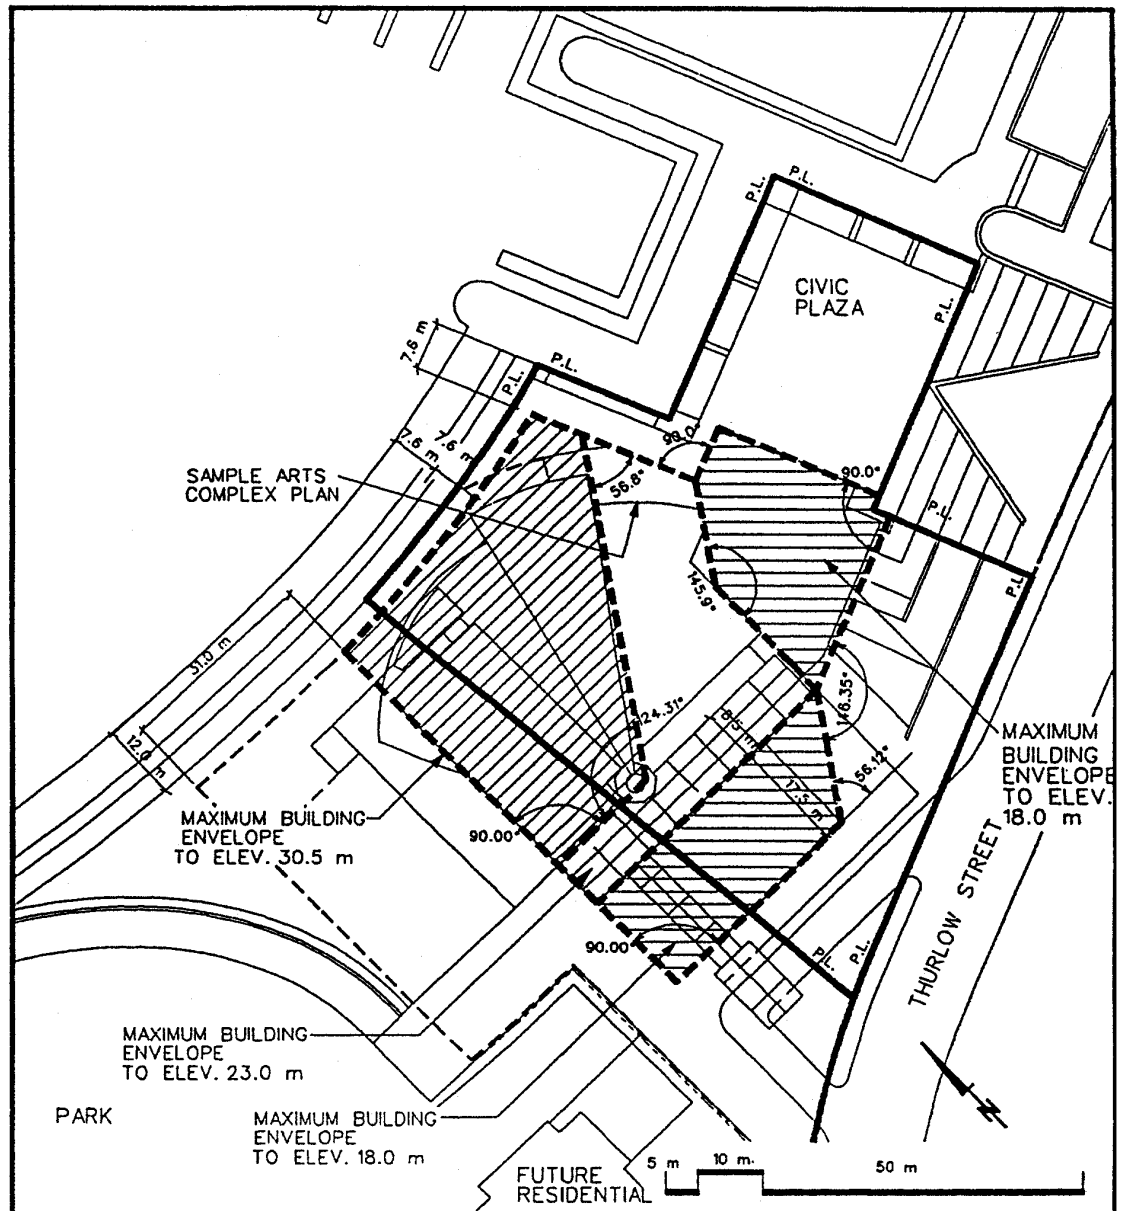 P.L.
P.L.
CIVIC
PLAZA
P.L.
7.6 m
P.L.
P.L.
90.0°
7.6 m
7.6 m
SAMPLE ARTS
COMPLEX PLAN
56.8°
90.0°
P.L.
145.9°
P.L.
31.0 m
124.31°
146.35°
8.5 m
MAXIMUM
BUILDING
ENVELOPE
TO ELEV.
18.0 m
12.0 m
56.12°
17.5 m
MAXIMUM BUILDING
ENVELOPE
TO ELEV. 30.5 m
90.00°
THURLOW STREET
90.00°
P.L.
P.L.
MAXIMUM BUILDING
ENVELOPE
TO ELEV. 23.0 m
N
PARK
MAXIMUM BUILDING
ENVELOPE
TO ELEV. 18.0 m
FUTURE
RESIDENTIAL
5 m
10 m.
50 m